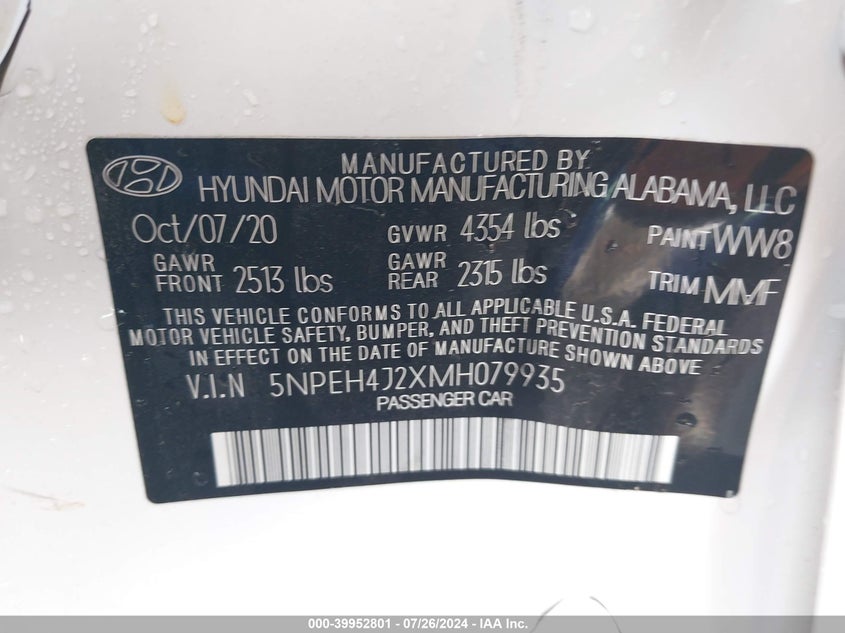 MANUFACTURED BY
HYUNDAI MOTOR MANUFACTURING ALABAMA, LLC
Oct/07/20 GVWR 4354 lbs PAINT WW8
GAWR FRONT 2513 lbs GAWR REAR 2315 lbs TRIM MMF
THIS VEHICLE CONFORMS TO ALL APPLICABLE U.S.A. FEDERAL
MOTOR VEHICLE SAFETY, BUMPER, AND THEFT PREVENTION STANDARDS
IN EFFECT ON THE DATE OF MANUFACTURE SHOWN ABOVE
V.I.N 5NPEH4J2XMH079935
PASSENGER CAR
000-39952801 - 07/26/2024 - IAA Inc.